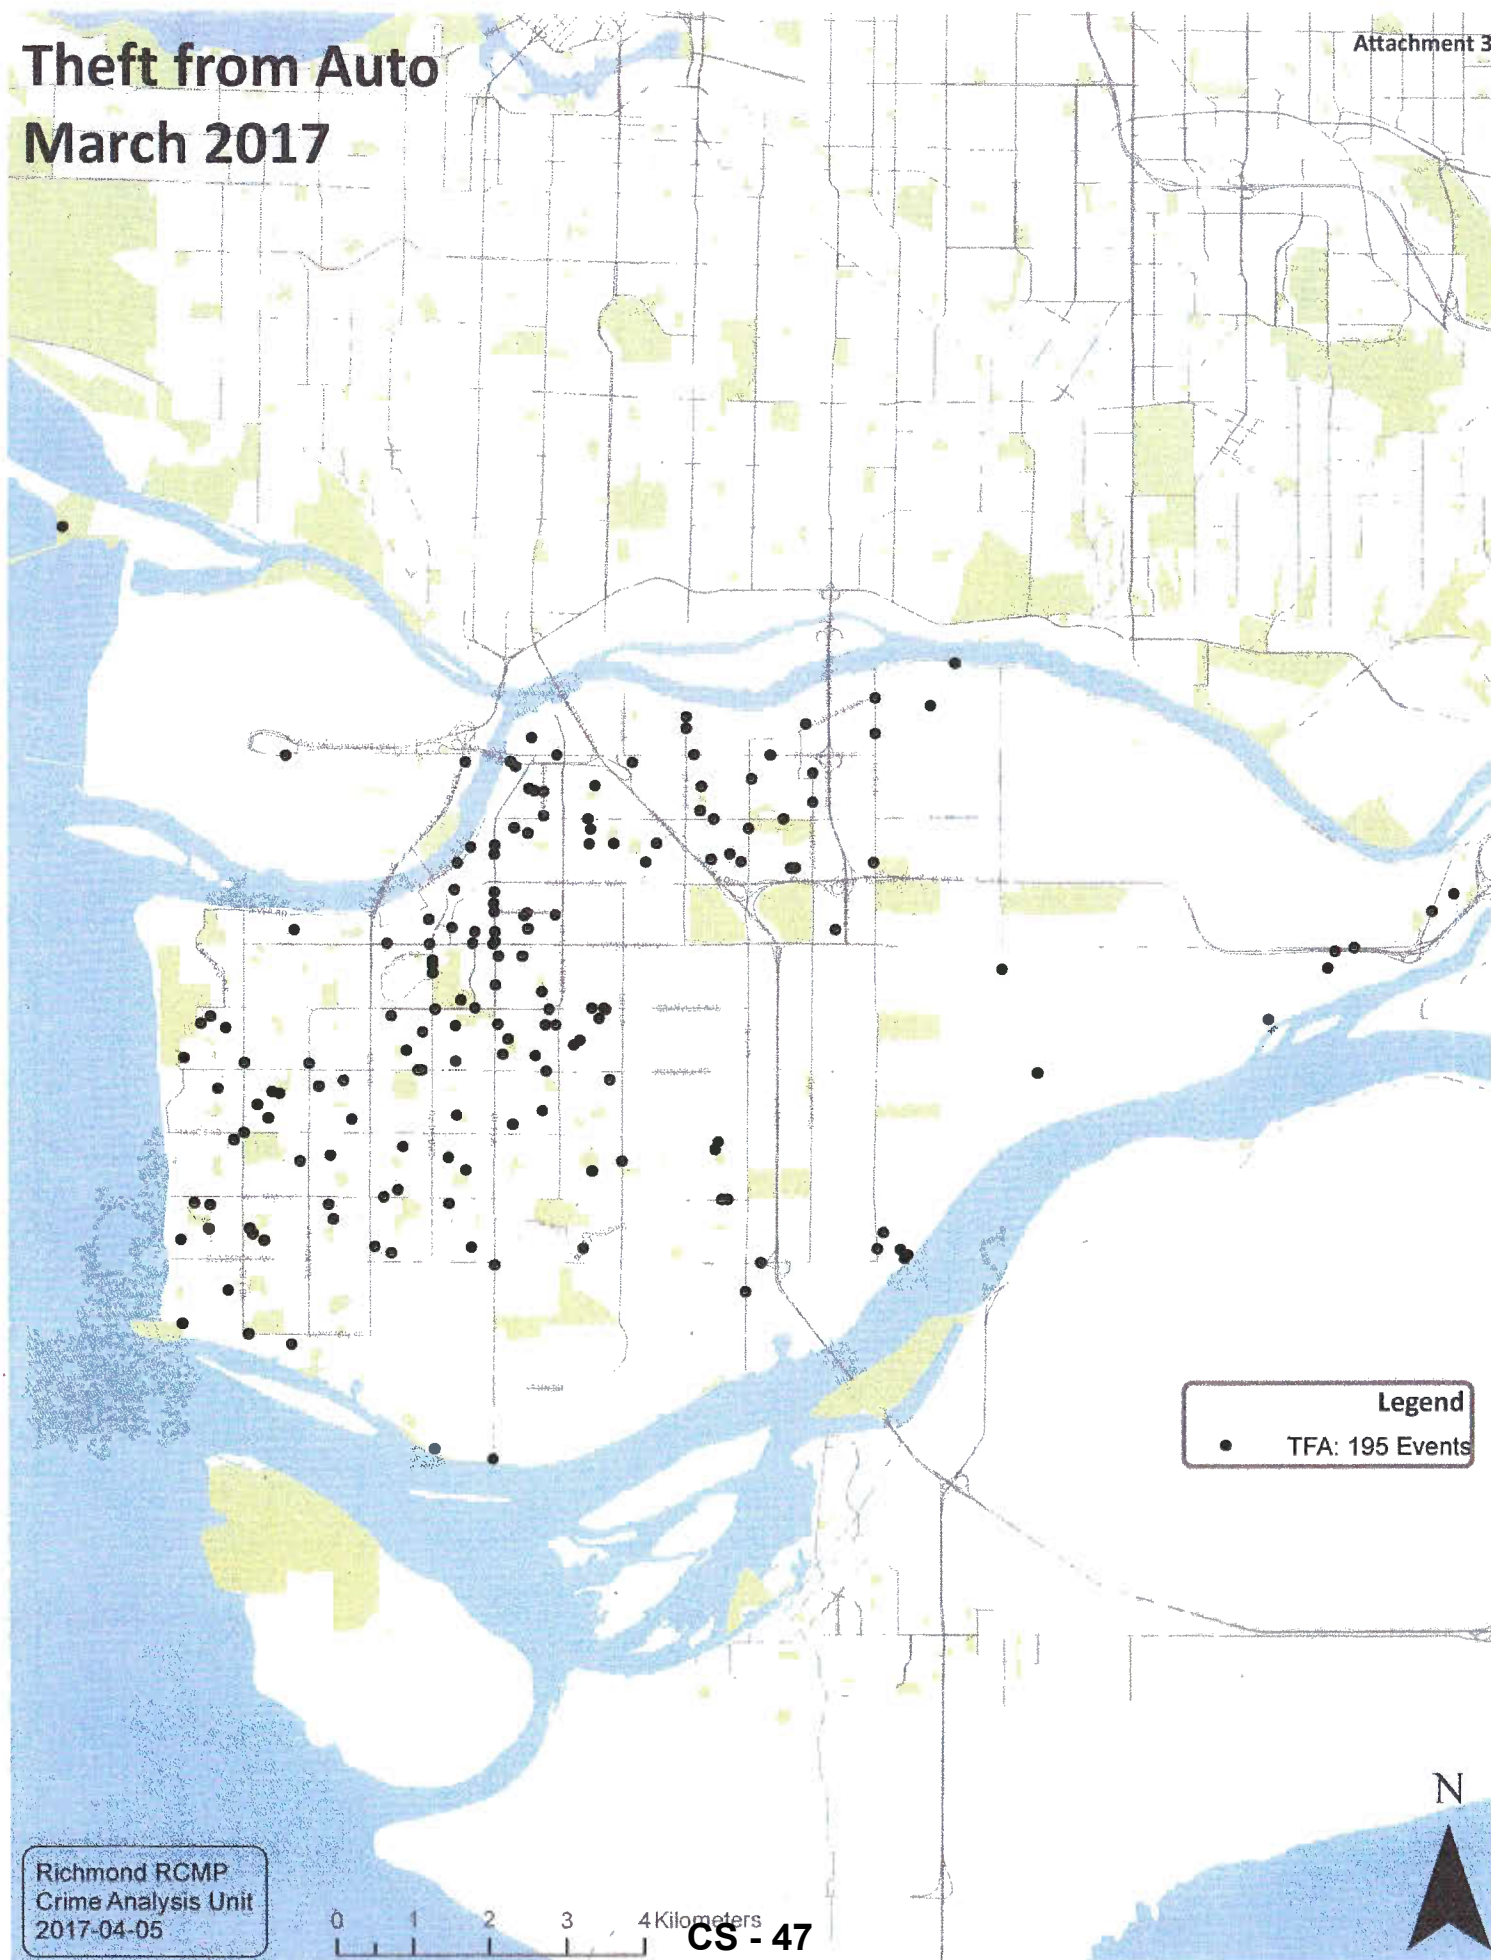 Theft from Auto
March 2017
Attachment 3
Legend
TFA: 195 Events
N
Richmond RCMP
Crime Analysis Unit
2017-04-05
0 1 2 3 4 Kilometers
CS - 47